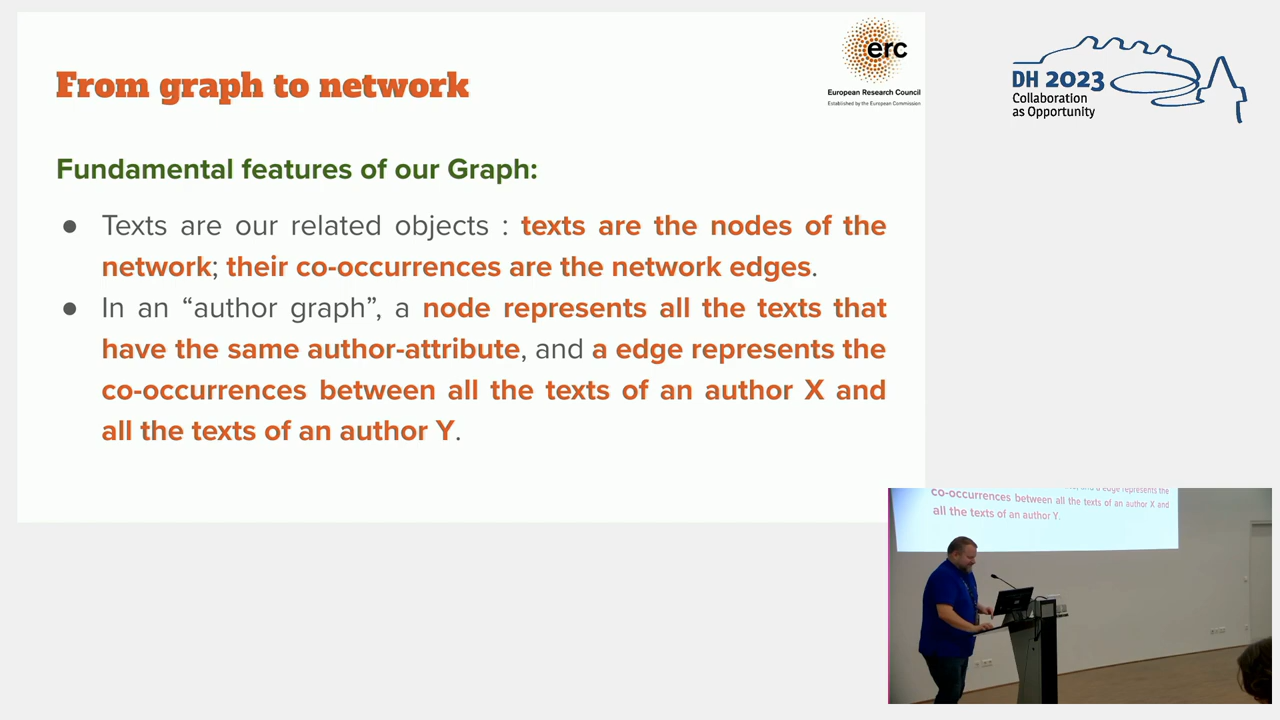 From graph to network
erc
European Research Council
Established by the European Commission
DH 2023
Collaboration
as Opportunity
Fundamental features of our Graph:
● Texts are our related objects : texts are the nodes of the
network; their co-occurrences are the network edges.
● In an “author graph”, a node represents all the texts that
have the same author-attribute, and a edge represents the
co-occurrences between all the texts of an author X and
all the texts of an author Y.
a edge represents the
co-occurrences between all the texts of an author X and
all the texts of an author Y.